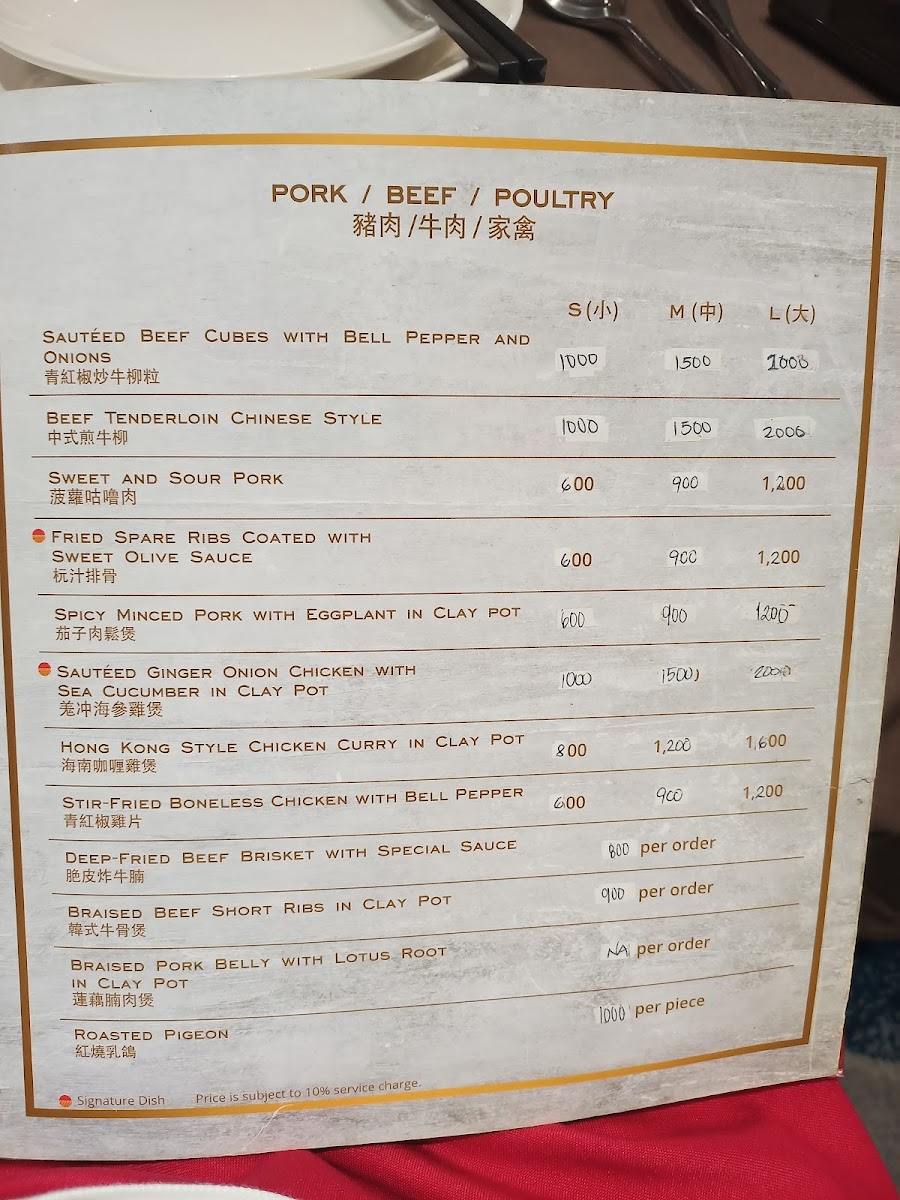 PORK / BEEF / POULTRY
豬肉/牛肉/家禽
S(小) M(中) L(大)
SAUTÉED BEEF CUBES WITH BELL PEPPER AND
ONIONS
1000 1500 2000
青紅椒炒牛柳粒
BEEF TENDERLOIN CHINESE STYLE
1000 1500 2000
中式煎牛柳
SWEET AND SOUR PORK
600 900 1,200
菠蘿咕嚕肉
FRIED SPARE RIBS COATED WITH
SWEET OLIVE SAUCE
600 900 1,200
杬汁排骨
SPICY MINCED PORK WITH EGGPLANT IN CLAY POT
600 900 1200
茄子肉鬆煲
SAUTÉED GINGER ONION CHICKEN WITH
SEA CUCUMBER IN CLAY POT
1000 1500 2000
羗冲海參雞煲
HONG KONG STYLE CHICKEN CURRY IN CLAY POT
800 1,200 1,600
海南咖喱雞煲
STIR-FRIED BONELESS CHICKEN WITH BELL PEPPER
600 900 1,200
青紅椒雞片
DEEP-FRIED BEEF BRISKET WITH SPECIAL SAUCE
800 per order
脆皮炸牛腩
BRAISED BEEF SHORT RIBS IN CLAY POT
900 per order
韓式牛骨煲
BRAISED PORK BELLY WITH LOTUS ROOT
IN CLAY POT
NA per order
蓮藕腩肉煲
ROASTED PIGEON
1000 per piece
紅燒乳鴿
Signature Dish Price is subject to 10% service charge.